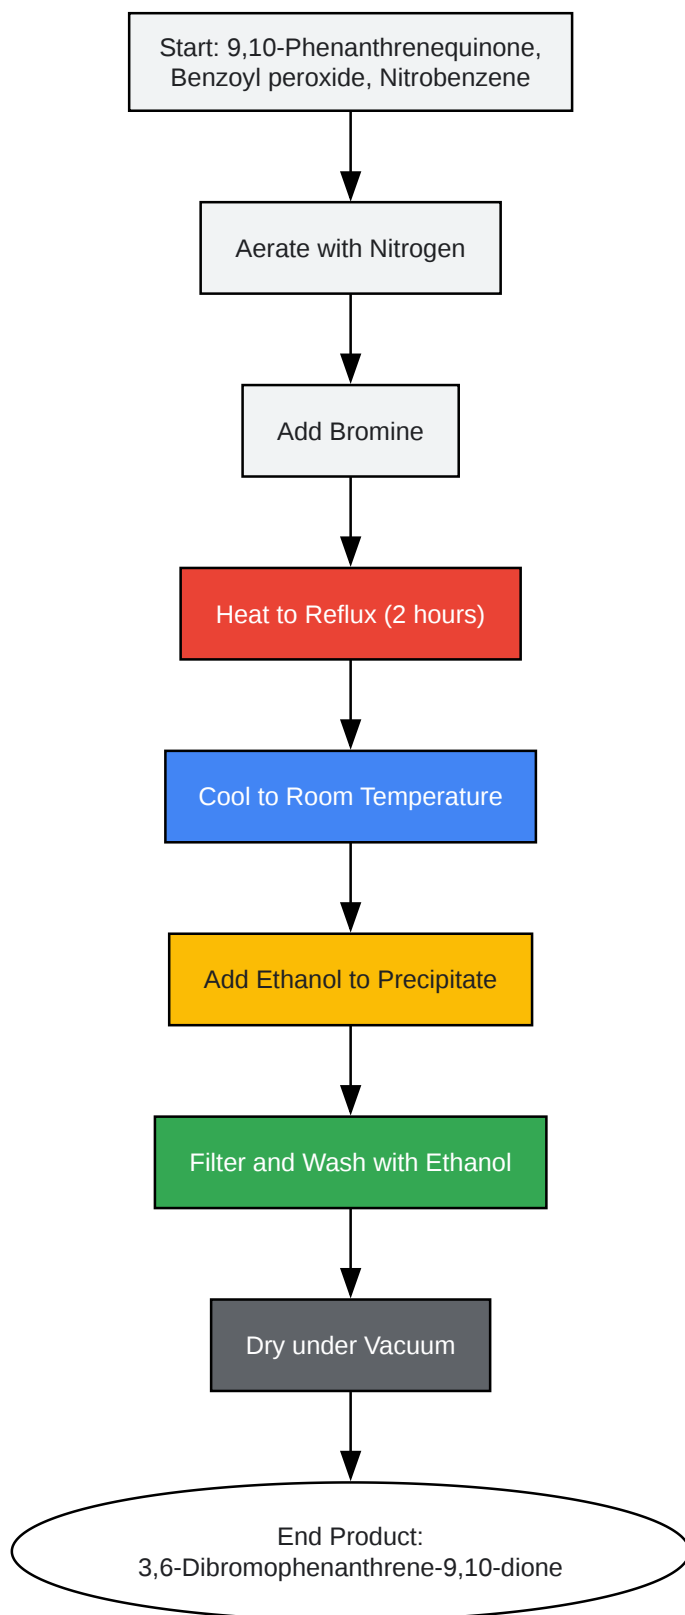 Start: 9,10-Phenanthrenequinone,
Benzoyl peroxide, Nitrobenzene
Aerate with Nitrogen
Add Bromine
Heat to Reflux (2 hours)
Cool to Room Temperature
Add Ethanol to Precipitate
Filter and Wash with Ethanol
Dry under Vacuum
End Product:
3,6-Dibromophenanthrene-9,10-dione